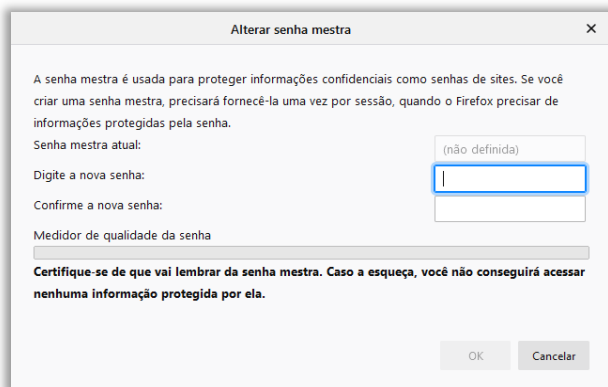 Alterar senha mestra
A senha mestra é usada para proteger informações confidenciais como senhas de sites. Se você
criar uma senha mestra, precisará fornecê-la uma vez por sessão, quando o Firefox precisar de
informações protegidas pela senha.
Senha mestra atual:
(não definida)
Digite a nova senha:
Confirme a nova senha:
Medidor de qualidade da senha
Certifique-se de que vai lembrar da senha mestra. Caso a esqueça, você não conseguirá acessar
nenhuma informação protegida por ela.
OK
Cancelar